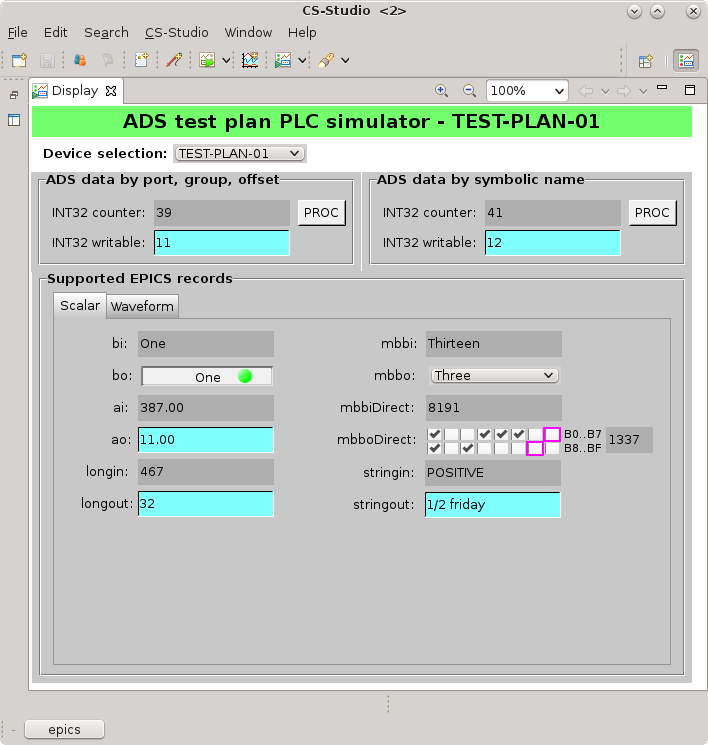 CS-Studio <2>
File Edit Search CS-Studio Window Help
Display 100%
ADS test plan PLC simulator - TEST-PLAN-01
Device selection: TEST-PLAN-01
ADS data by port, group, offset
INT32 counter: 39 PROC
INT32 writable: 11
ADS data by symbolic name
INT32 counter: 41 PROC
INT32 writable: 12
Supported EPICS records
Scalar Waveform
bi: One
bo: One
ai: 387.00
ao: 11.00
longin: 467
longout: 32
mbbi: Thirteen
mbbo: Three
mbbiDirect: 8191
mbboDirect: B0..B7 1337
B8..BF
stringin: POSITIVE
stringout: 1/2 friday
epics